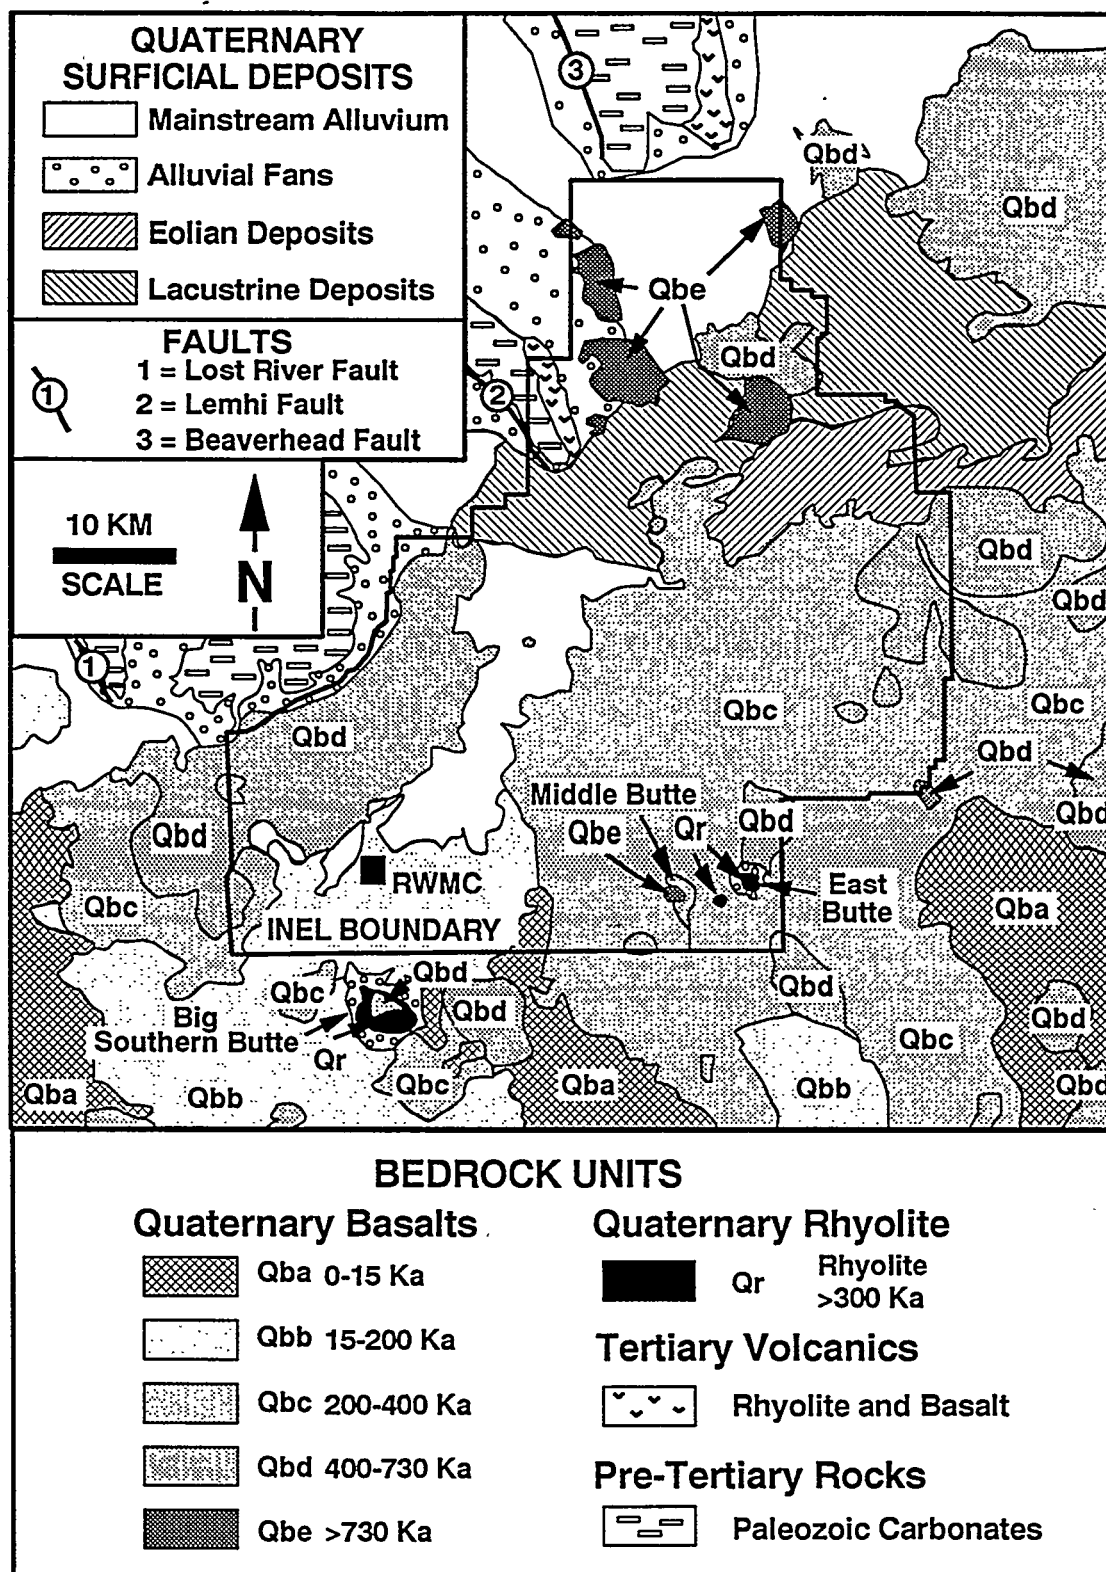 QUATERNARY
SURFICIAL DEPOSITS
Mainstream Alluvium
Alluvial Fans
Eolian Deposits
Lacustrine Deposits
FAULTS
1
1 = Lost River Fault
2 = Lemhi Fault
3 = Beaverhead Fault
10 KM
SCALE
N
3
Qbd
Qbd
Qbe
Qbd
2
Qbd
Qbd
1
Qbd
Qbc
Qbc
Qbd
Middle Butte
Qbe
Qr
Qbd
Qbd
Qbd
RWMC
East
Butte
Qbc
Qba
INEL BOUNDARY
Qbd
Qbc
Qbd
Qbd
Big
Southern Butte
Qbd
Qbc
Qr
Qbc
Qba
Qbb
Qbd
Qba
Qbb
BEDROCK UNITS
Quaternary Basalts
Qba 0-15 Ka
Qbb 15-200 Ka
Qbc 200-400 Ka
Qbd 400-730 Ka
Qbe >730 Ka
Quaternary Rhyolite
Qr Rhyolite
>300 Ka
Tertiary Volcanics
Rhyolite and Basalt
Pre-Tertiary Rocks
Paleozoic Carbonates